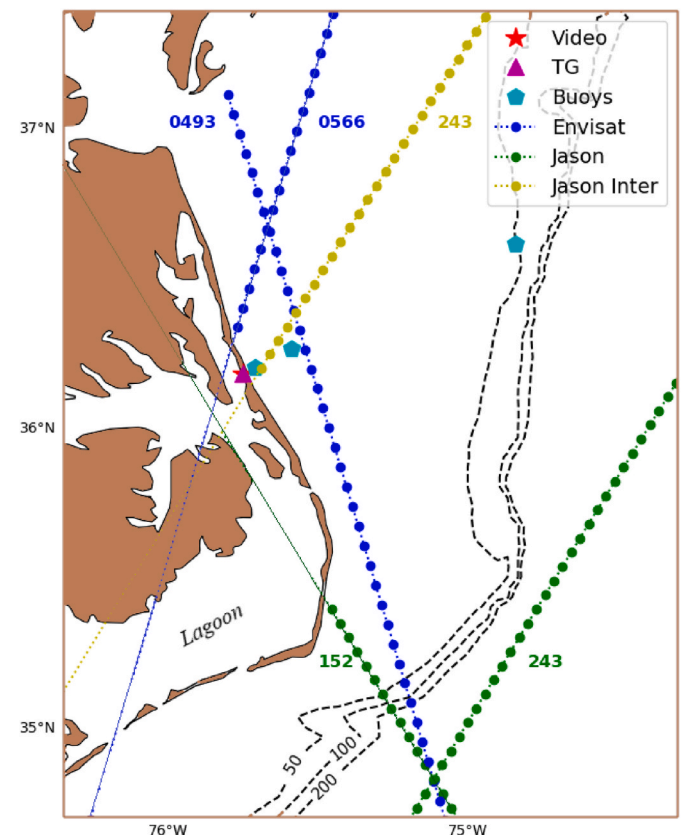 Video
TG
Buoys
Envisat
Jason
Jason Inter
0493
0566
243
37°N
36°N
35°N
Lagoon
152
243
50
100
200
76°W
75°W